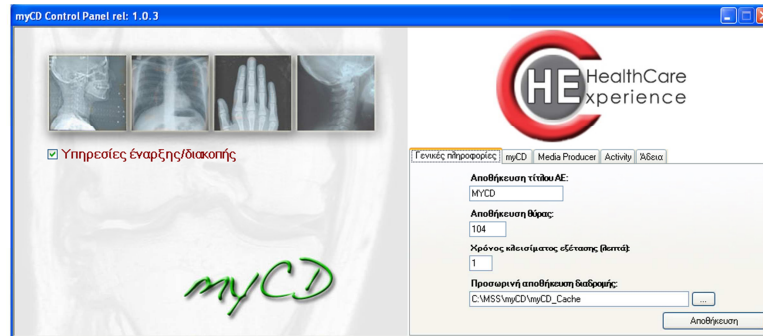 myCD Control Panel rel: 1.0.3
HealthCare
Experience
CHE
Υπηρεσίες έναρξης/διακοπής
Γενικές πληροφορίες myCD Media Producer Activity Άδεια
Αποθήκευση τίτλου AE:
MYCD
Αποθήκευση θύρας:
104
Χρόνος κλεισίματος εξέτασης (λεπτά):
1
Προσωρινή αποθήκευση διαδρομής:
C:\MSS\myCD\myCD_Cache ...
Αποθήκευση
myCD